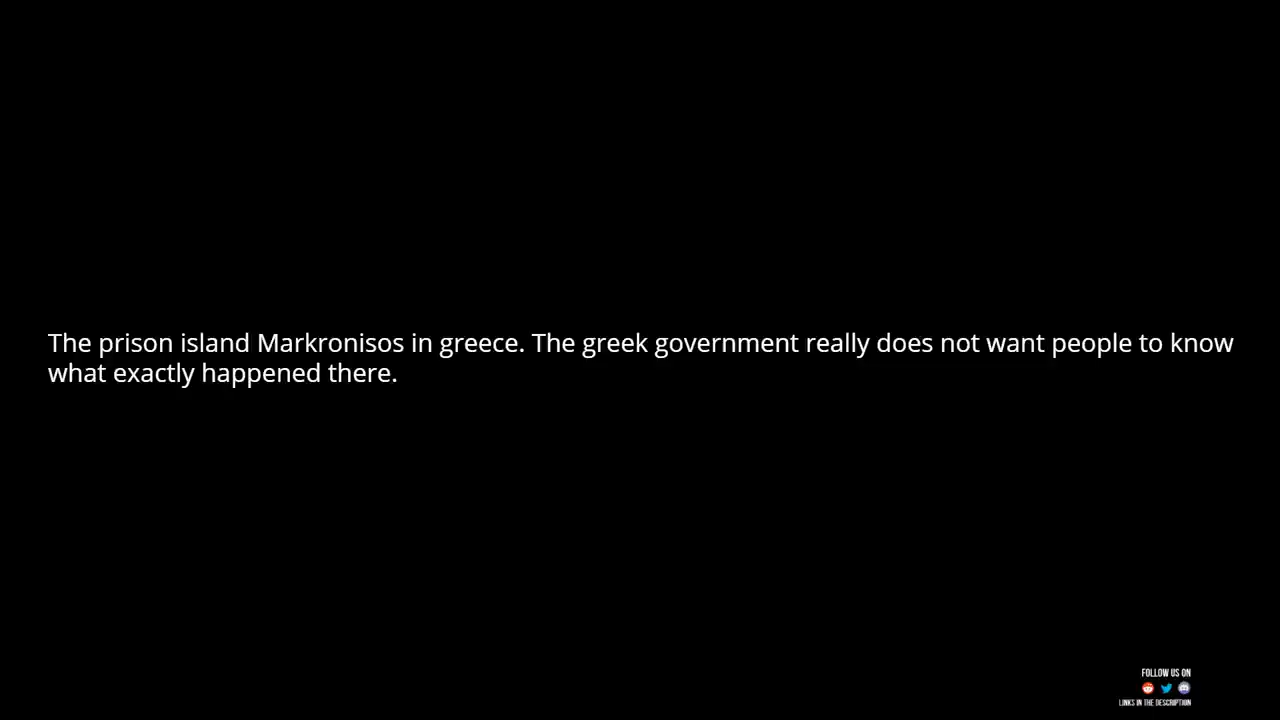 The prison island Markronisos in greece. The greek government really does not want people to know
what exactly happened there.
FOLLOW US ON
LINKS IN THE DESCRIPTION